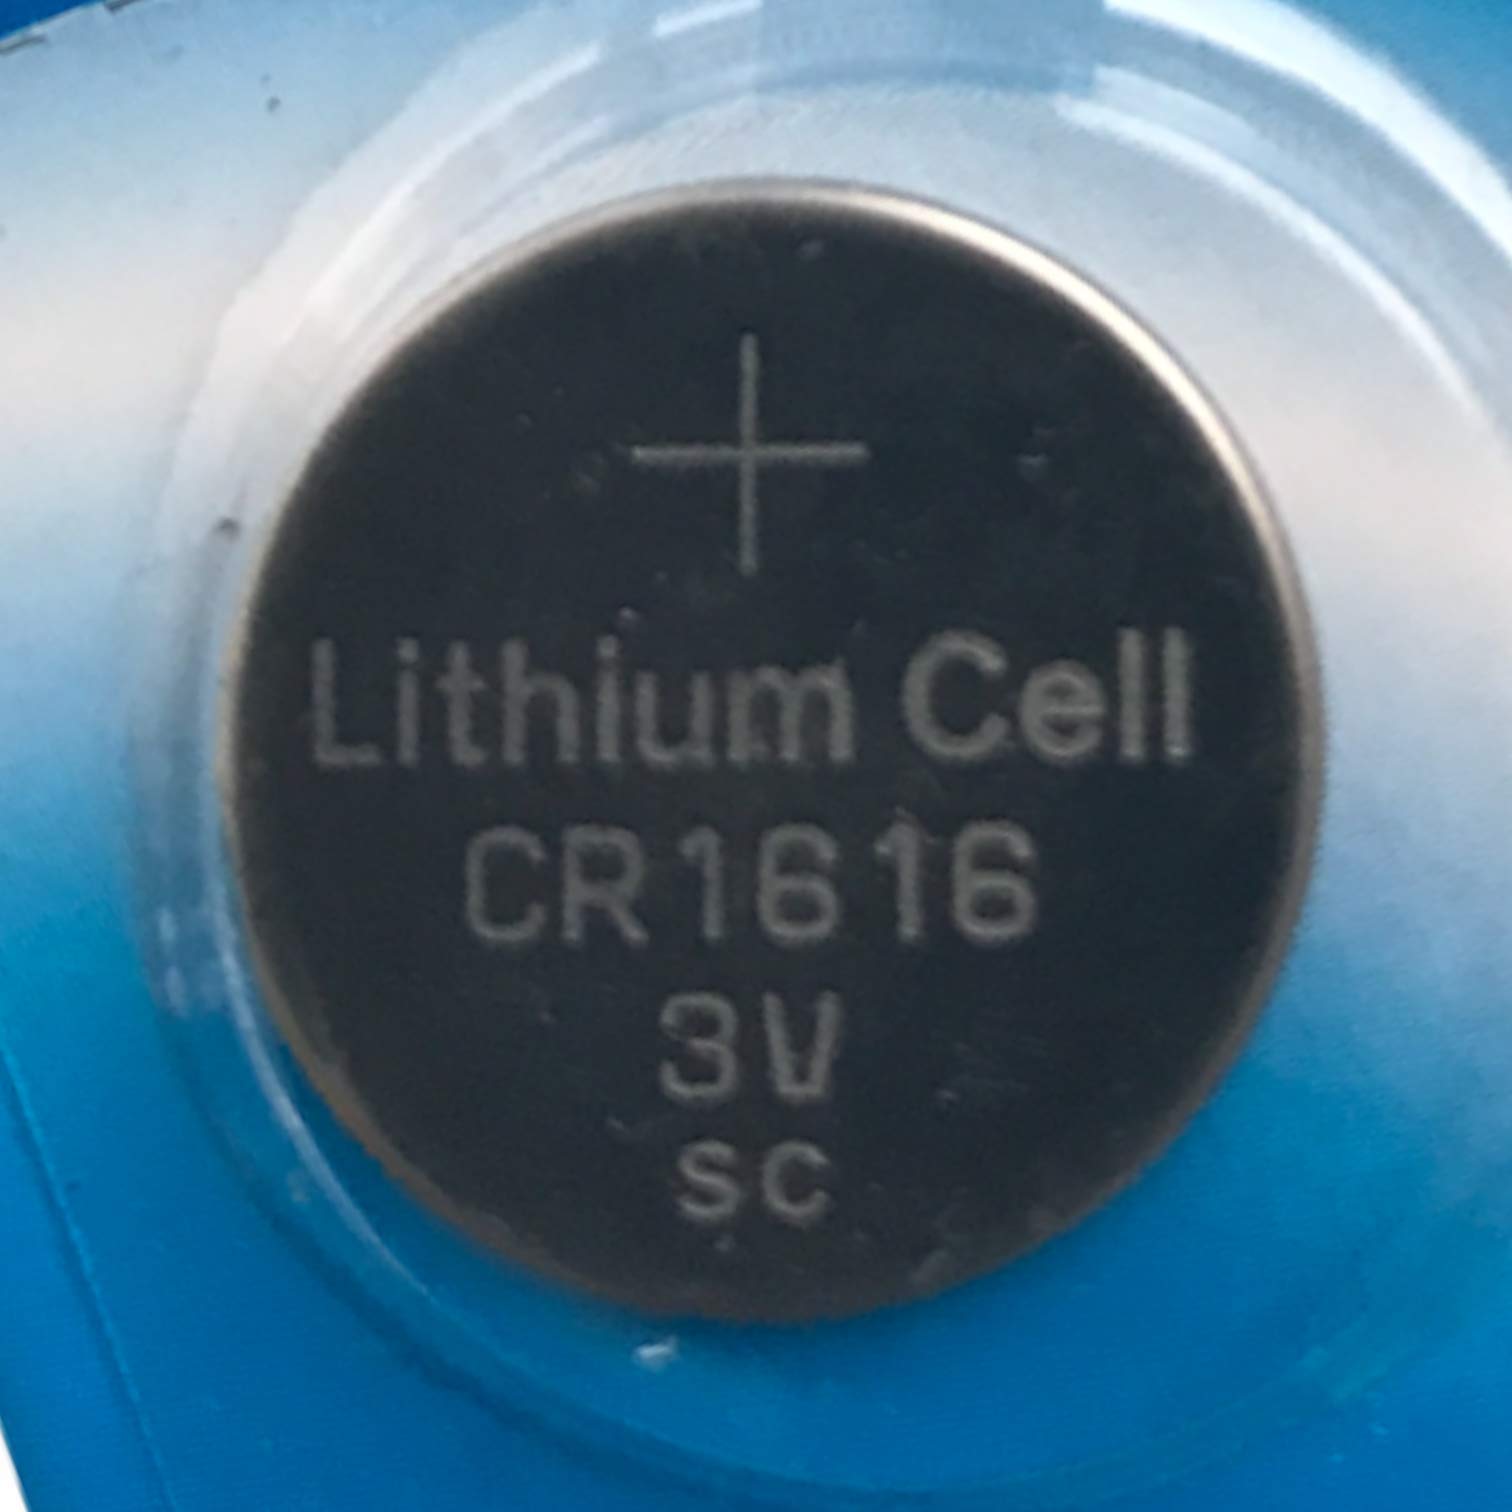 +
Lithium Cell
CR1616
3V
SC